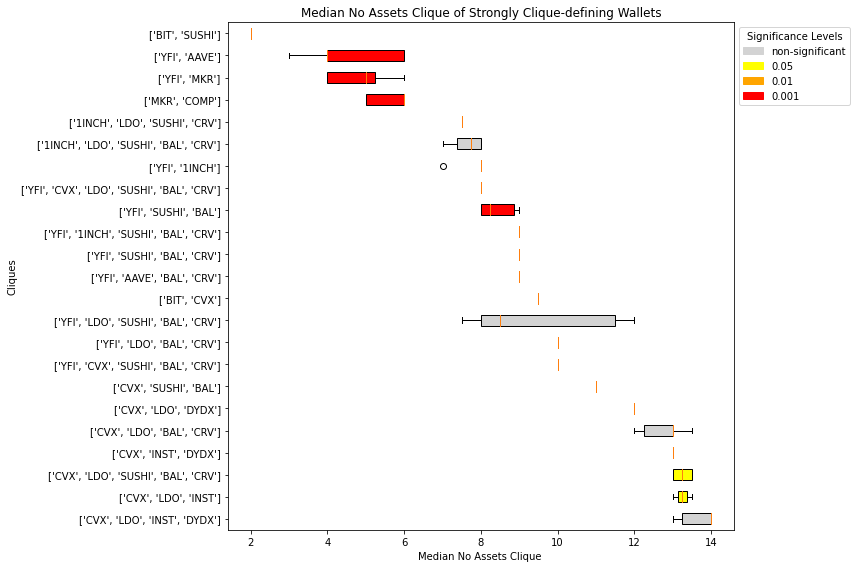 Median No Assets Clique of Strongly Clique-defining Wallets
['BIT', 'SUSHI']
['YFI', 'AAVE']
['YFI', 'MKR']
['MKR', 'COMP']
['1INCH', 'LDO', 'SUSHI', 'CRV']
['1INCH', 'LDO', 'SUSHI', 'BAL', 'CRV']
['YFI', '1INCH']
['YFI', 'CVX', 'LDO', 'SUSHI', 'BAL', 'CRV']
['YFI', 'SUSHI', 'BAL']
['YFI', '1INCH', 'SUSHI', 'BAL', 'CRV']
['YFI', 'SUSHI', 'BAL', 'CRV']
['YFI', 'AAVE', 'BAL', 'CRV']
['BIT', 'CVX']
['YFI', 'LDO', 'SUSHI', 'BAL', 'CRV']
['YFI', 'LDO', 'BAL', 'CRV']
['YFI', 'CVX', 'SUSHI', 'BAL', 'CRV']
['CVX', 'SUSHI', 'BAL']
['CVX', 'LDO', 'DYDX']
['CVX', 'LDO', 'BAL', 'CRV']
['CVX', 'INST', 'DYDX']
['CVX', 'LDO', 'SUSHI', 'BAL', 'CRV']
['CVX', 'LDO', 'INST']
['CVX', 'LDO', 'INST', 'DYDX']
Cliques
2 4 6 8 10 12 14
Median No Assets Clique
Significance Levels
non-significant
0.05
0.01
0.001